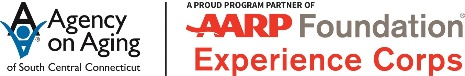 Agency
on Aging
of South Central Connecticut
A PROUD PROGRAM PARTNER OF
AARP Foundation®
Experience Corps